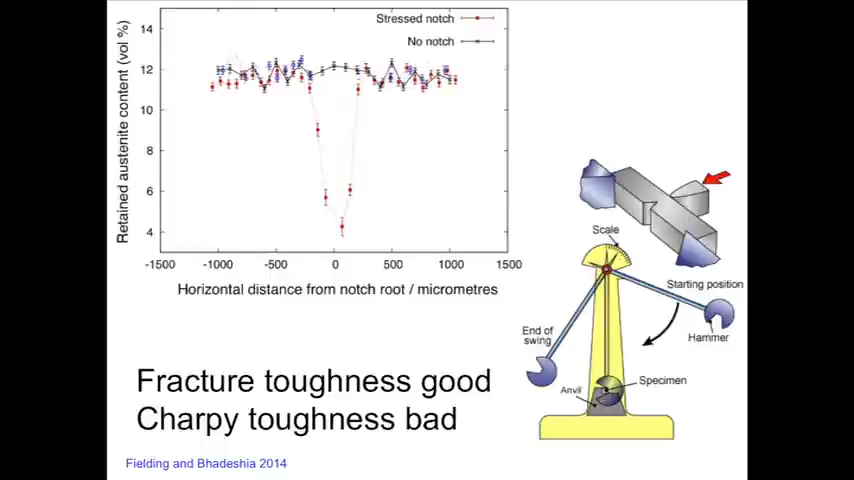 Stressed notch
No notch
14
12
10
8
6
4
Retained austenite content (vol %)
-1500 -1000 -500 0 500 1000 1500
Horizontal distance from notch root / micrometres
Scale
Starting position
Hammer
End of
swing
Specimen
Anvil
Fracture toughness good
Charpy toughness bad
Fielding and Bhadeshia 2014